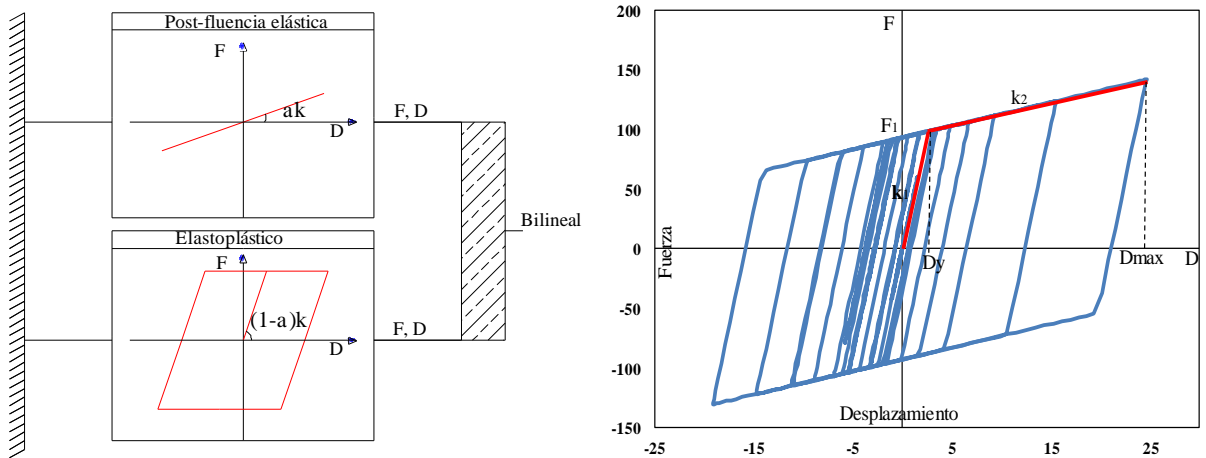 Post-fluencia elástica
F
ak
D
F, D
Bilineal
Elastoplástico
F
(1-a)k
D
F, D
200
150
100
50
0
-50
-100
-150
F
F1
k2
k1
Fuerza
Dy
Dmax
D
Desplazamiento
-25
-15
-5
5
15
25